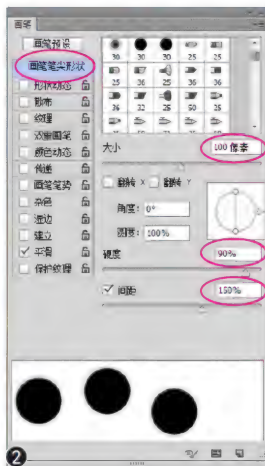 画笔
画笔预设
画笔笔尖形状
形状动态
散布
纹理
双重画笔
颜色动态
传递
画笔笔势
杂色
湿边
建立
平滑
保护纹理
30 30 30 25 25
25 36 25 36 36
36 32 25 50 25
大小 100 像素
翻转 X 翻转 Y
角度: 0°
圆度: 100%
硬度 90%
间距 150%
2